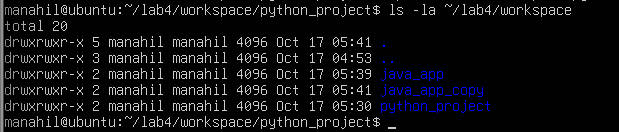 manahil@ubuntu:~/lab4/workspace/python_project$ ls -la ~/lab4/workspace
total 20
drwxrwxr-x 5 manahil manahil 4096 Oct 17 05:41 .
drwxrwxr-x 3 manahil manahil 4096 Oct 17 04:53 ..
drwxrwxr-x 2 manahil manahil 4096 Oct 17 05:39 java_app
drwxrwxr-x 2 manahil manahil 4096 Oct 17 05:41 java_app_copy
drwxrwxr-x 2 manahil manahil 4096 Oct 17 05:30 python_project
manahil@ubuntu:~/lab4/workspace/python_project$ _